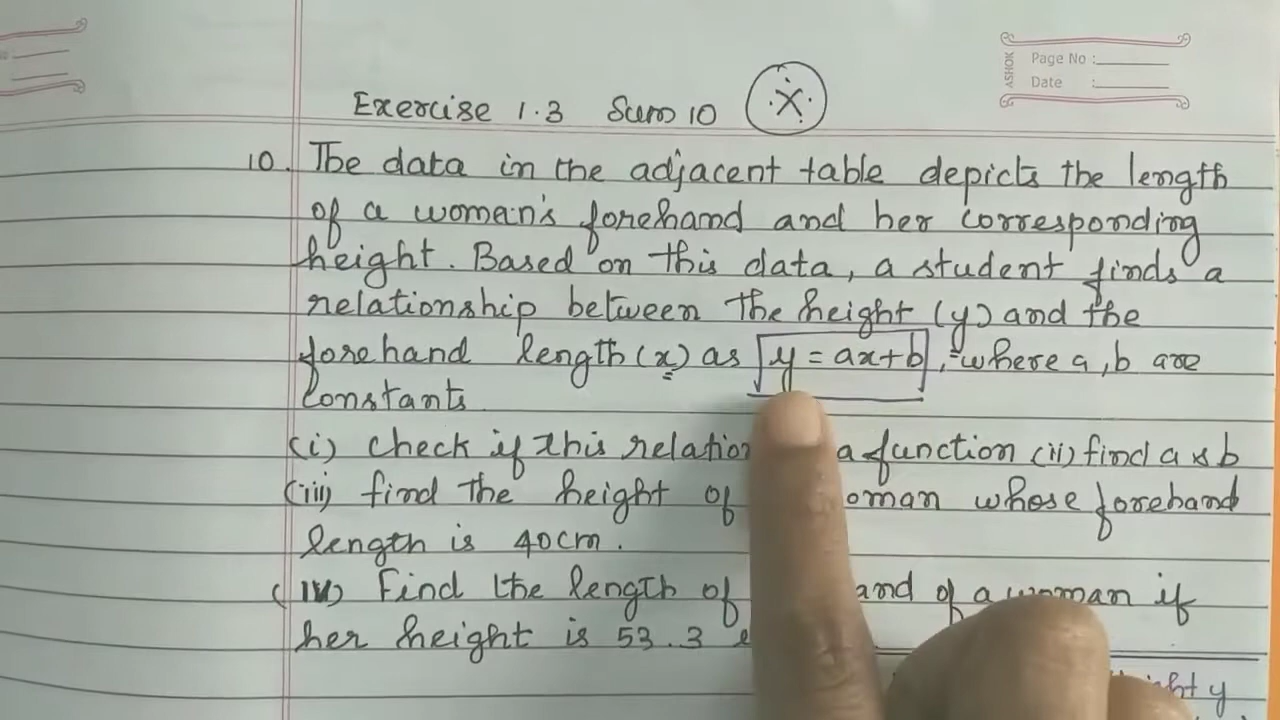 ASHOK
Page No :
Date :
Exercise 1.3 Sum 10 X
10. The data in the adjacent table depicts the length
of a woman's forehand and her corresponding
height. Based on this data, a student finds a
relationship between the height (y) and the
forehand length (x) as y = ax+b, where a, b are
Constants
(i) check if this relation a function (ii) find a & b
(iii) find the height of oman whose forehand
length is 40cm.
(iv) Find the length of and of a woman if
her height is 53.3
y